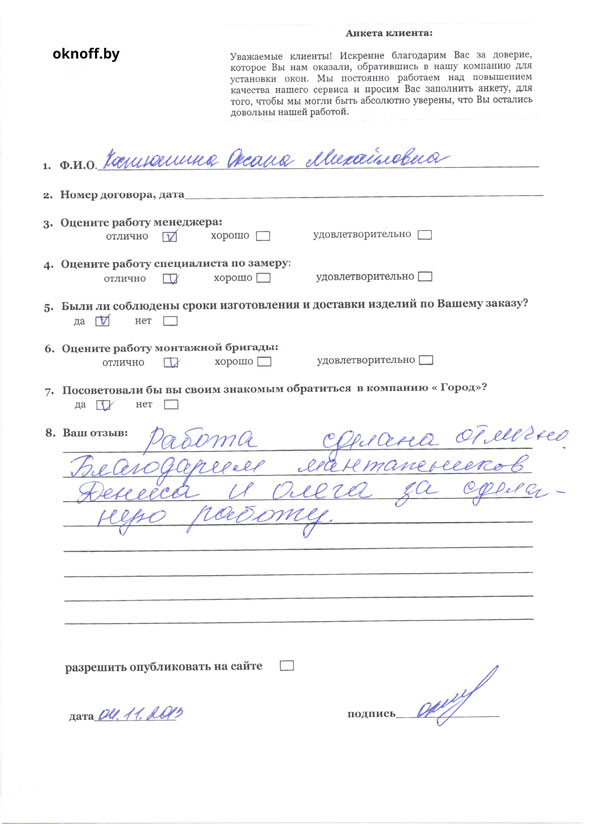 oknoff.by
Анкета клиента:
Уважаемые клиенты! Искренне благодарим Вас за доверие,
которое Вы нам оказали, обратившись в нашу компанию для
установки окон. Мы постоянно работаем над повышением
качества нашего сервиса и просим Вас заполнить анкету, для
того, чтобы мы могли быть абсолютно уверены, что Вы остались
довольны нашей работой.
1. Ф.И.О. Оксана Михайловна
2. Номер договора, дата
3. Оцените работу менеджера:
отлично V хорошо удовлетворительно
4. Оцените работу специалиста по замеру:
отлично V хорошо удовлетворительно
5. Были ли соблюдены сроки изготовления и доставки изделий по Вашему заказу?
да V нет
6. Оцените работу монтажной бригады:
отлично V хорошо удовлетворительно
7. Посоветовали бы вы своим знакомым обратиться в компанию « Город»?
да V нет
8. Ваш отзыв: Работа сделана отлично.
Благодарим мантажников
Дениса и Олега за сдела-
ную работу.
разрешить опубликовать на сайте
дата 04.11.2013 подпись